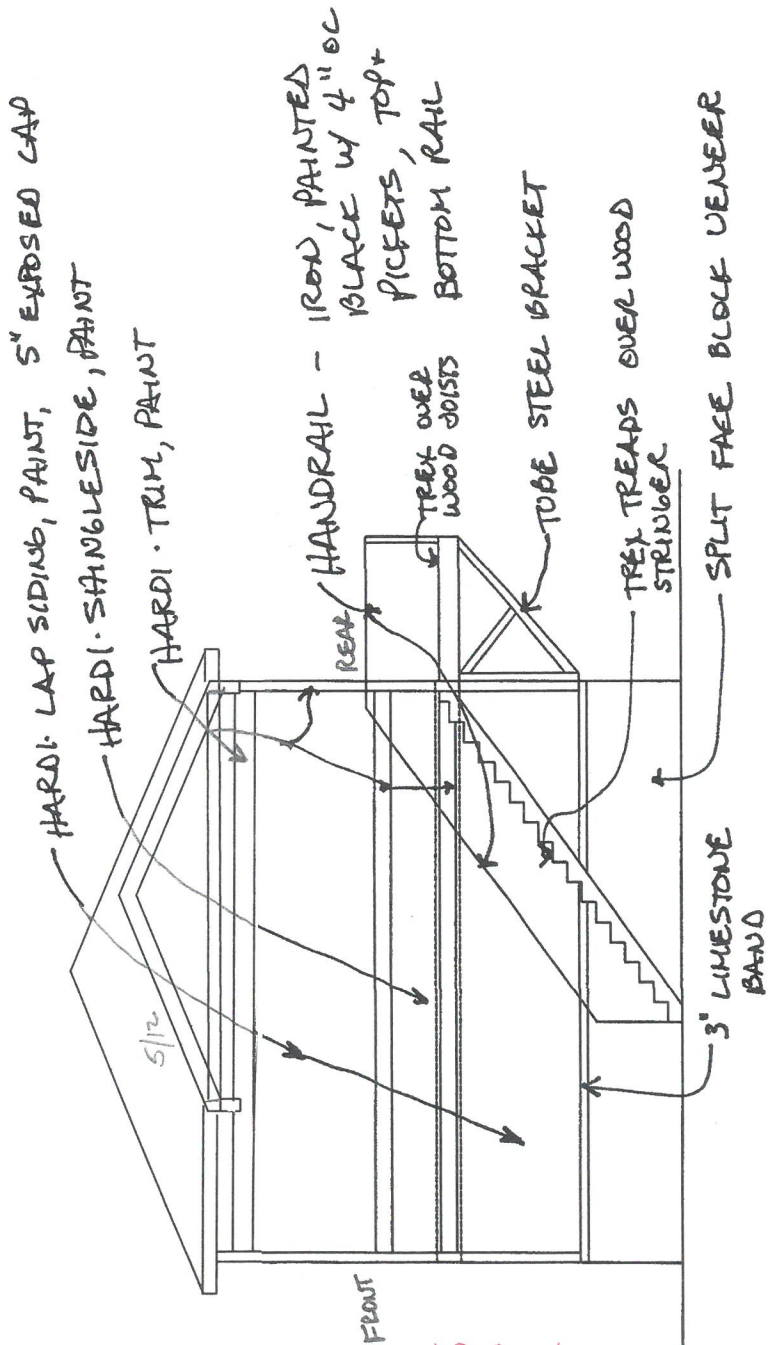 HARDI · LAP SIDING, PAINT, 5" EXPOSED LAP
HARDI · SHINGLESIDE, PAINT
HARDI · TRIM, PAINT
HANDRAIL - IRON, PAINTED
BLACK W/ 4" OC
PICKETS, TOP +
BOTTOM RAIL
TREX OVER
WOOD JOISTS
TUBE STEEL BRACKET
TREX TREADS OVER WOOD
STRINGER
SPLIT FACE BLOCK VENEER
3" LIMESTONE
BAND
5/12
FRONT
REAR